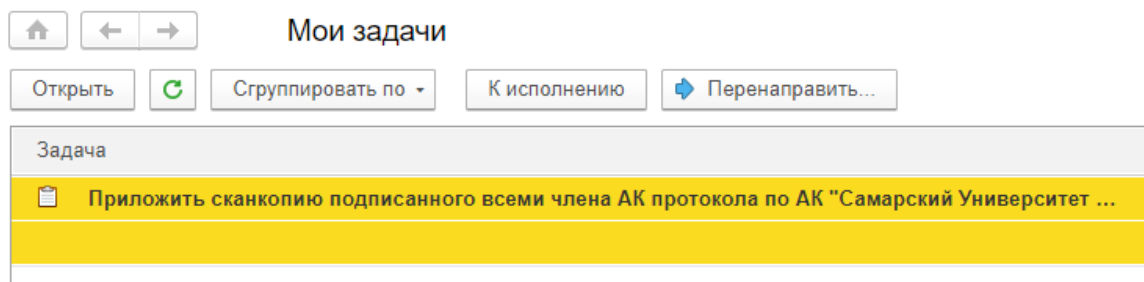 Мои задачи
Открыть Сгруппировать по К исполнению Перенаправить...
Задача
Приложить сканкопию подписанного всеми члена АК протокола по АК "Самарский Университет ...